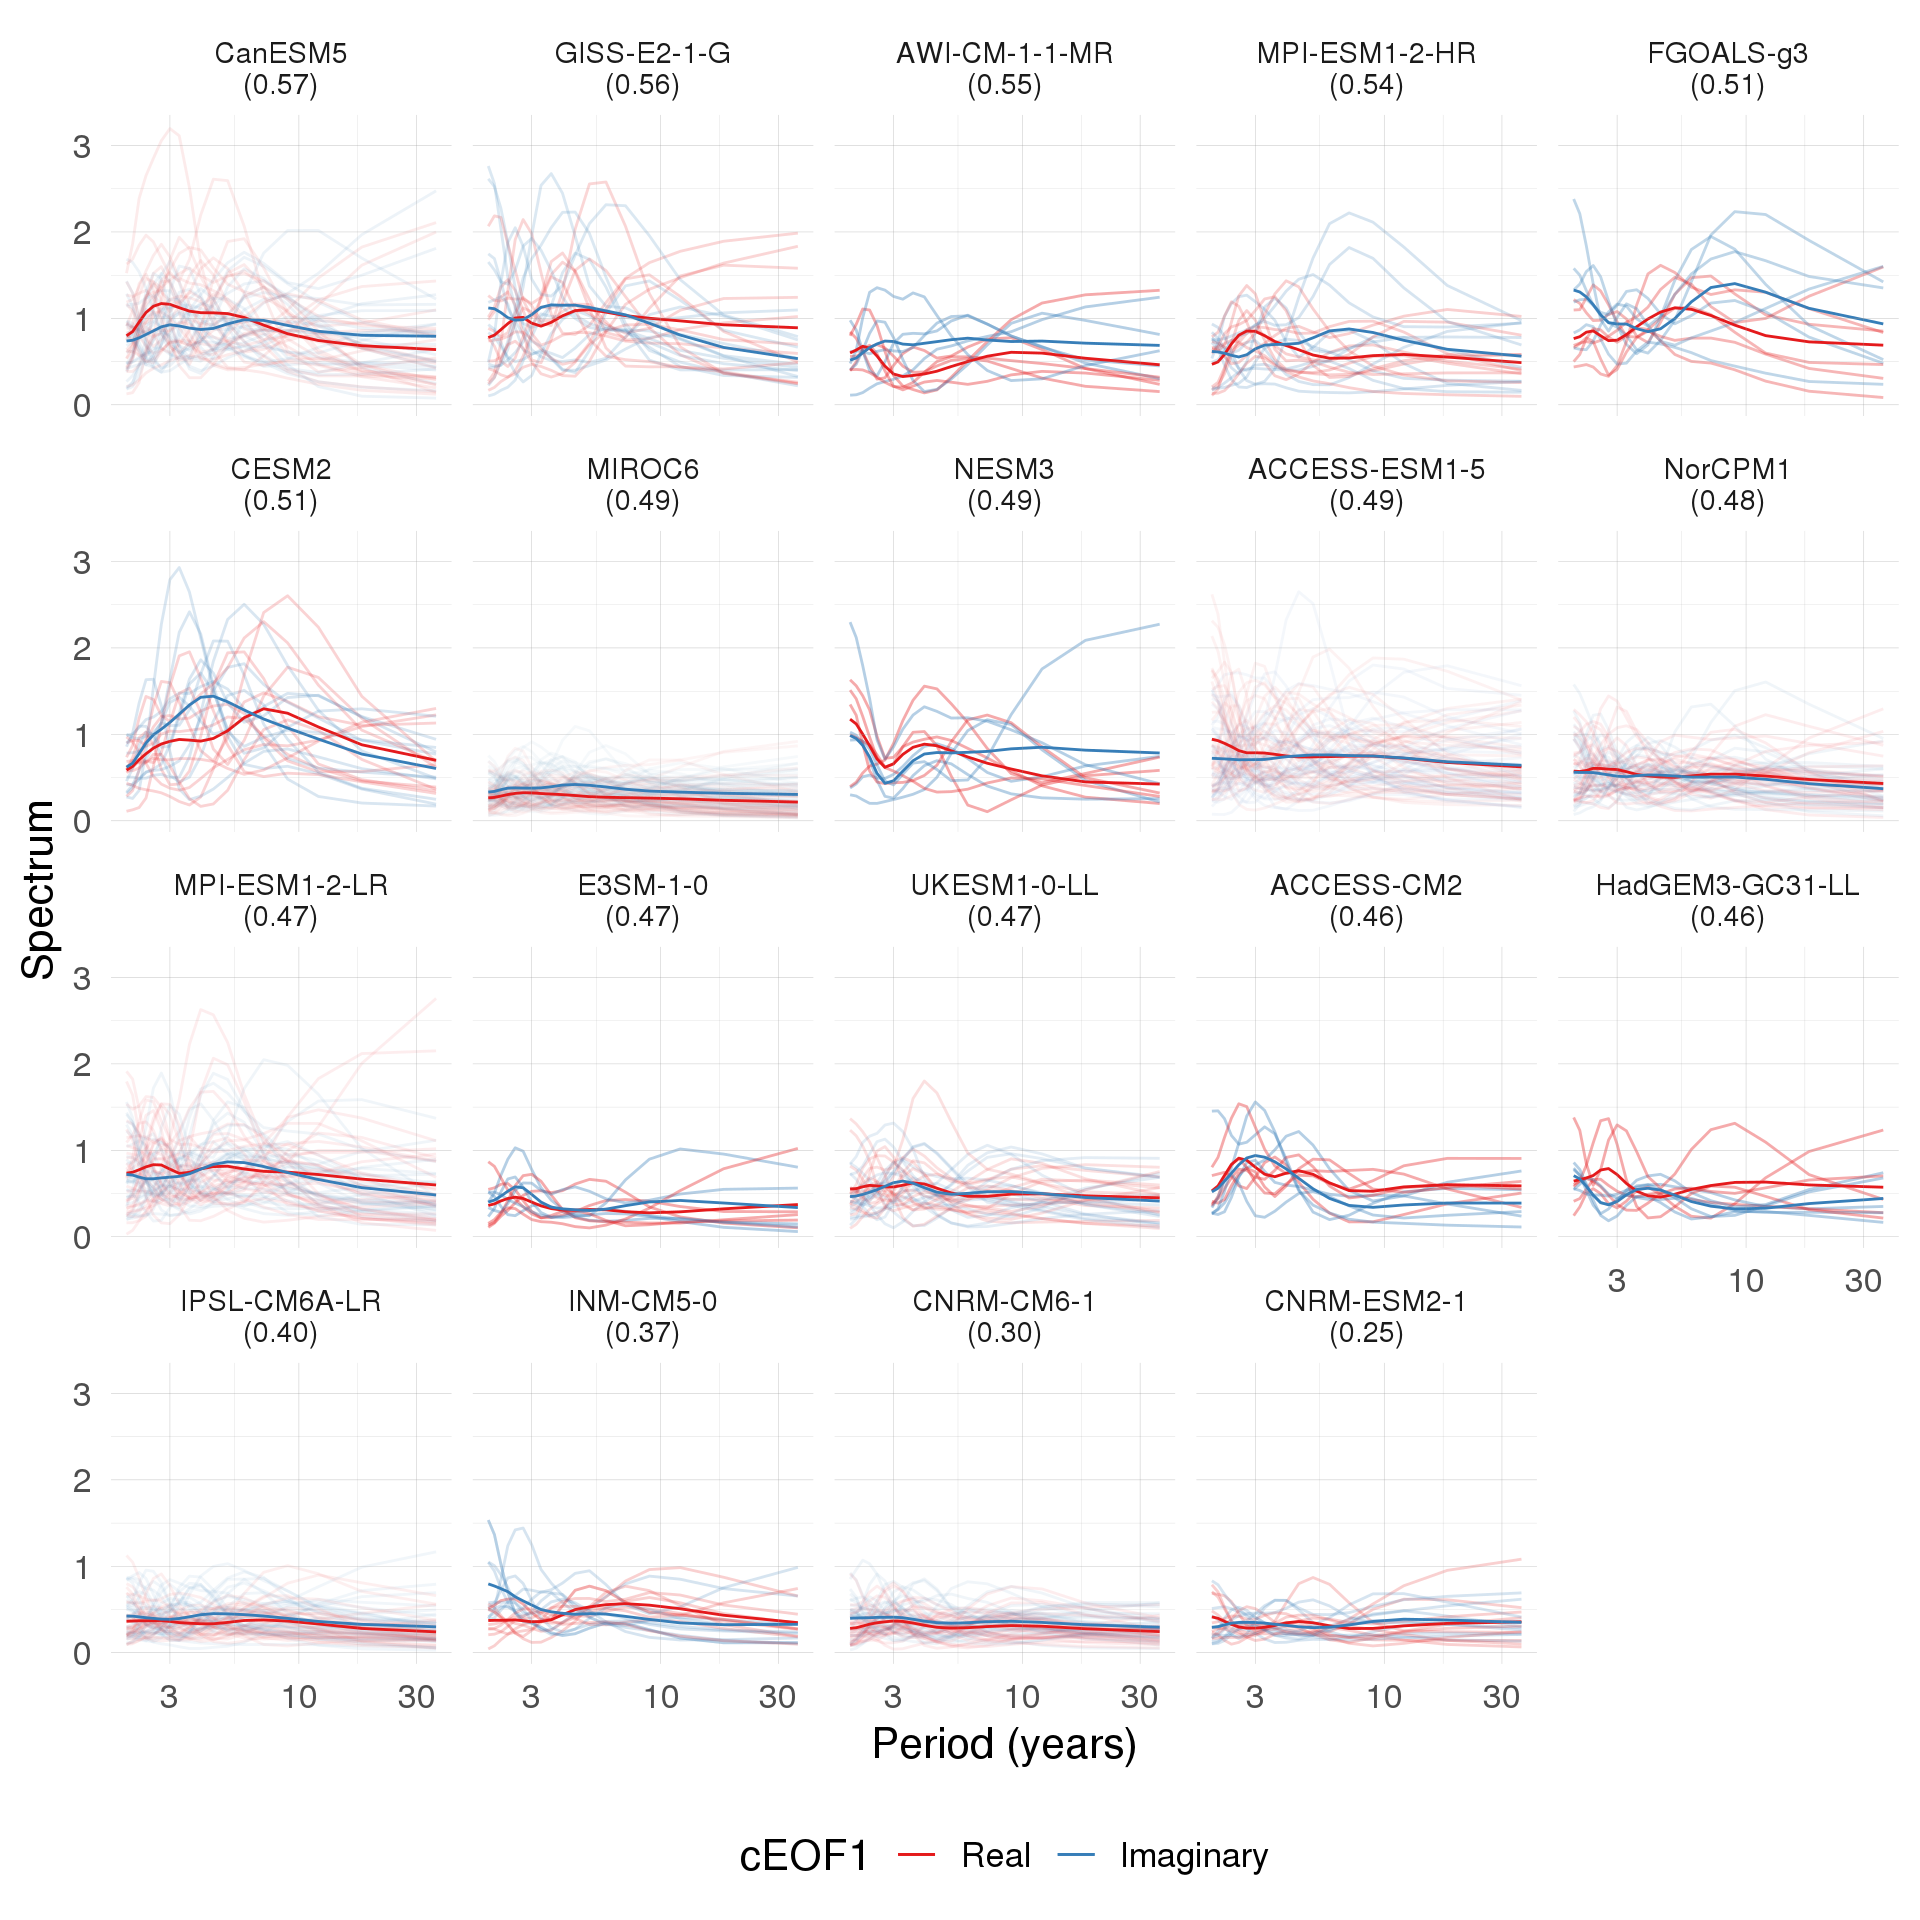 CanESM5
(0.57)
GISS-E2-1-G
(0.56)
AWI-CM-1-1-MR
(0.55)
MPI-ESM1-2-HR
(0.54)
FGOALS-g3
(0.51)
3
2
1
0
CESM2
(0.51)
MIROC6
(0.49)
NESM3
(0.49)
ACCESS-ESM1-5
(0.49)
NorCPM1
(0.48)
3
2
1
0
Spectrum
MPI-ESM1-2-LR
(0.47)
E3SM-1-0
(0.47)
UKESM1-0-LL
(0.47)
ACCESS-CM2
(0.46)
HadGEM3-GC31-LL
(0.46)
3
2
1
0
3 10 30
IPSL-CM6A-LR
(0.40)
INM-CM5-0
(0.37)
CNRM-CM6-1
(0.30)
CNRM-ESM2-1
(0.25)
3
2
1
0
3 10 30
3 10 30
3 10 30
3 10 30
Period (years)
cEOF1 Real Imaginary